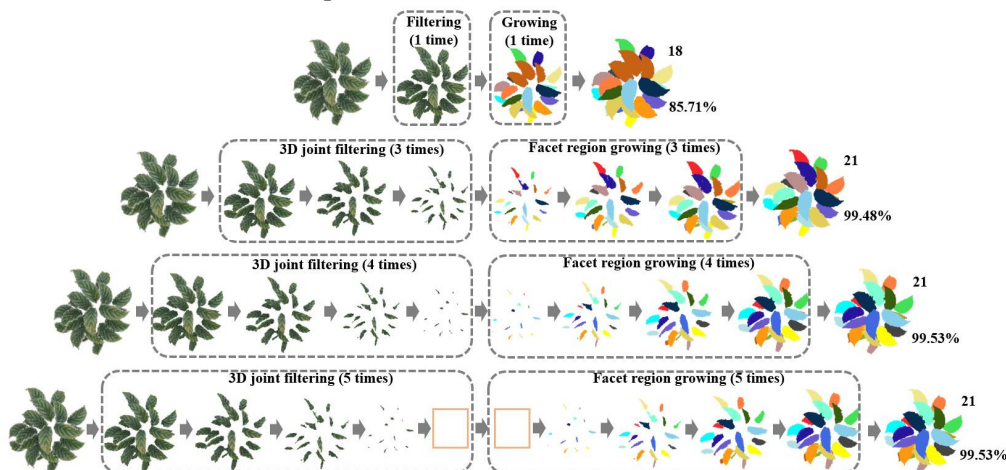 Filtering
(1 time)
Growing
(1 time)
18
85.71%
3D joint filtering (3 times)
Facet region growing (3 times)
21
99.48%
3D joint filtering (4 times)
Facet region growing (4 times)
21
99.53%
3D joint filtering (5 times)
Facet region growing (5 times)
21
99.53%